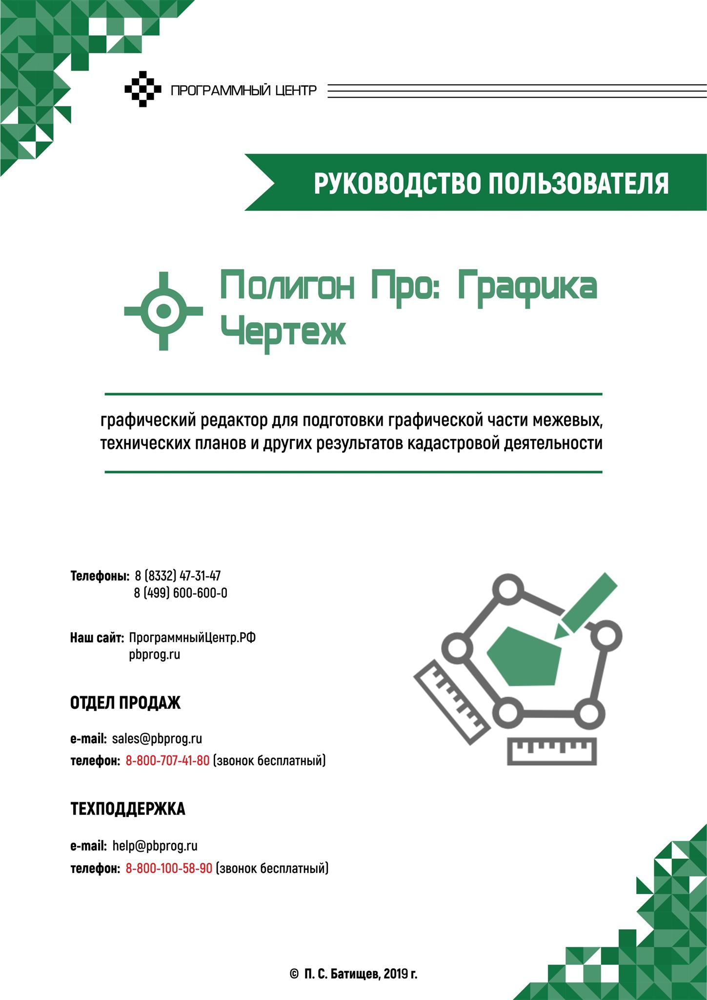 ПРОГРАММНЫЙ ЦЕНТР
РУКОВОДСТВО ПОЛЬЗОВАТЕЛЯ
Полигон Про: Графика
Чертеж
графический редактор для подготовки графической части межевых,
технических планов и других результатов кадастровой деятельности
Телефоны: 8 (8332) 47-31-47
8 (499) 600-600-0
Наш сайт: ПрограммныйЦентр.РФ
pbprog.ru
ОТДЕЛ ПРОДАЖ
e-mail: sales@pbprog.ru
телефон: 8-800-707-41-80 (звонок бесплатный)
ТЕХПОДДЕРЖКА
e-mail: help@pbprog.ru
телефон: 8-800-100-58-90 (звонок бесплатный)
© П. С. Батищев, 2019 г.